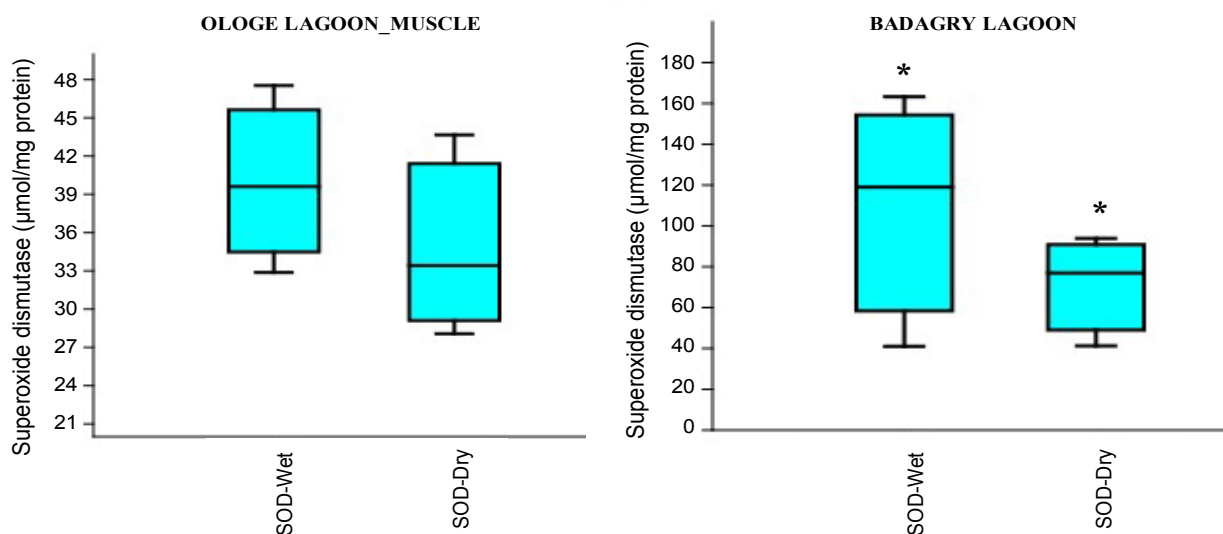 OLOGE LAGOON_MUSCLE
Superoxide dismutase (µmol/mg protein)
48
45
42
39
36
33
30
27
24
21
SOD-Wet
SOD-Dry
BADAGRY LAGOON
Superoxide dismutase (µmol/mg protein)
180
160
140
120
100
80
60
40
20
0
*
*
SOD-Wet
SOD-Dry